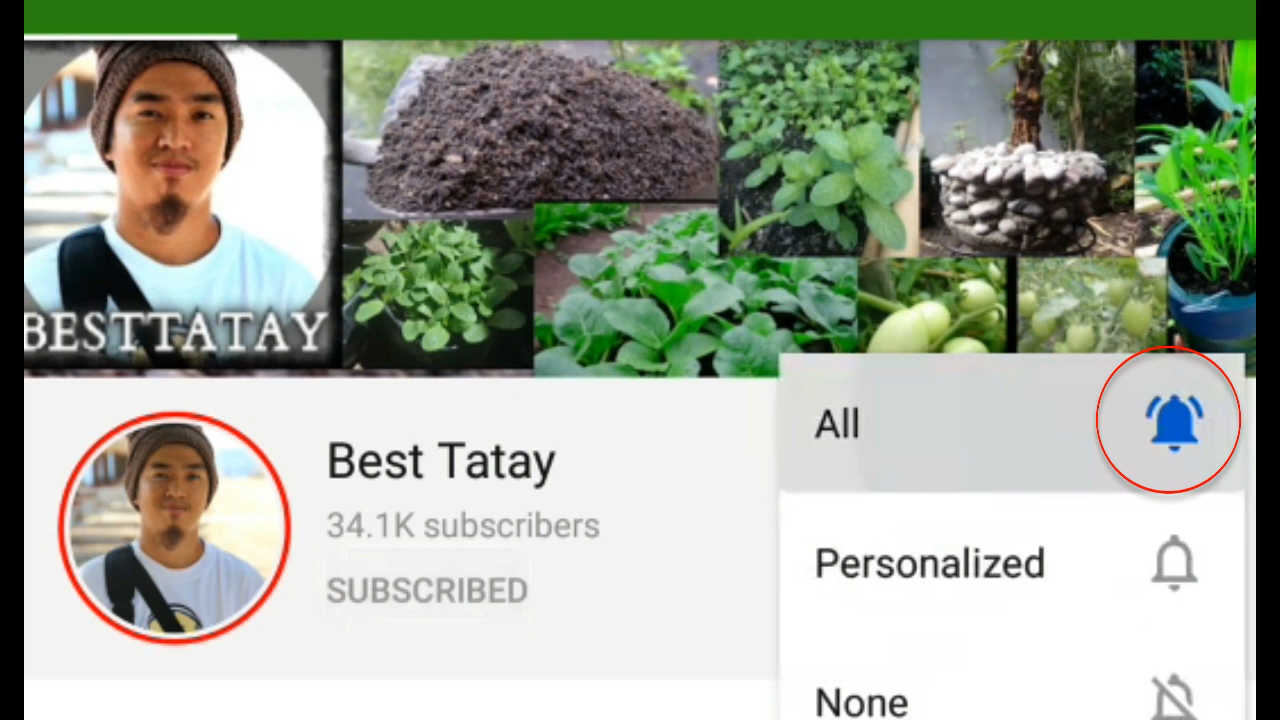 BESTTATAY
Best Tatay
34.1K subscribers
SUBSCRIBED
All
Personalized
None